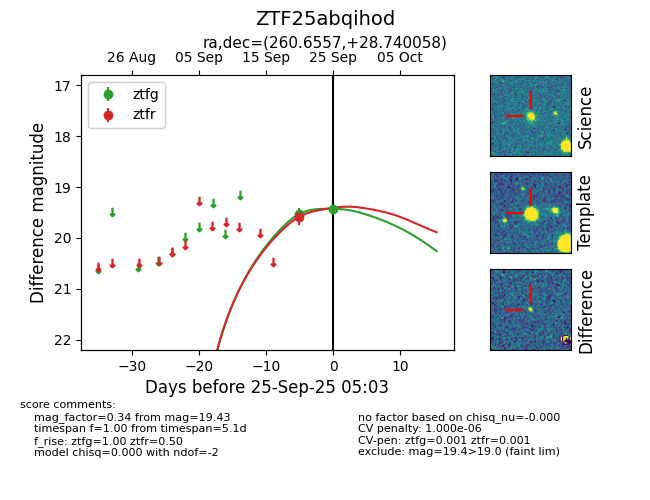 ZTF25abqihod
ra,dec=(260.6557,+28.740058)
26 Aug 05 Sep 15 Sep 25 Sep 05 Oct
17
18
19
20
21
22
Difference magnitude
ztfg
ztfr
−30 −20 −10 0 10
Days before 25-Sep-25 05:03
Science
Template
Difference
score comments:
mag_factor=0.34 from mag=19.43
timespan f=1.00 from timespan=5.1d
f_rise: ztfg=1.00 ztfr=0.50
model chisq=0.000 with ndof=-2
no factor based on chisq_nu=-0.000
CV penalty: 1.000e-06
CV-pen: ztfg=0.001 ztfr=0.001
exclude: mag=19.4>19.0 (faint lim)